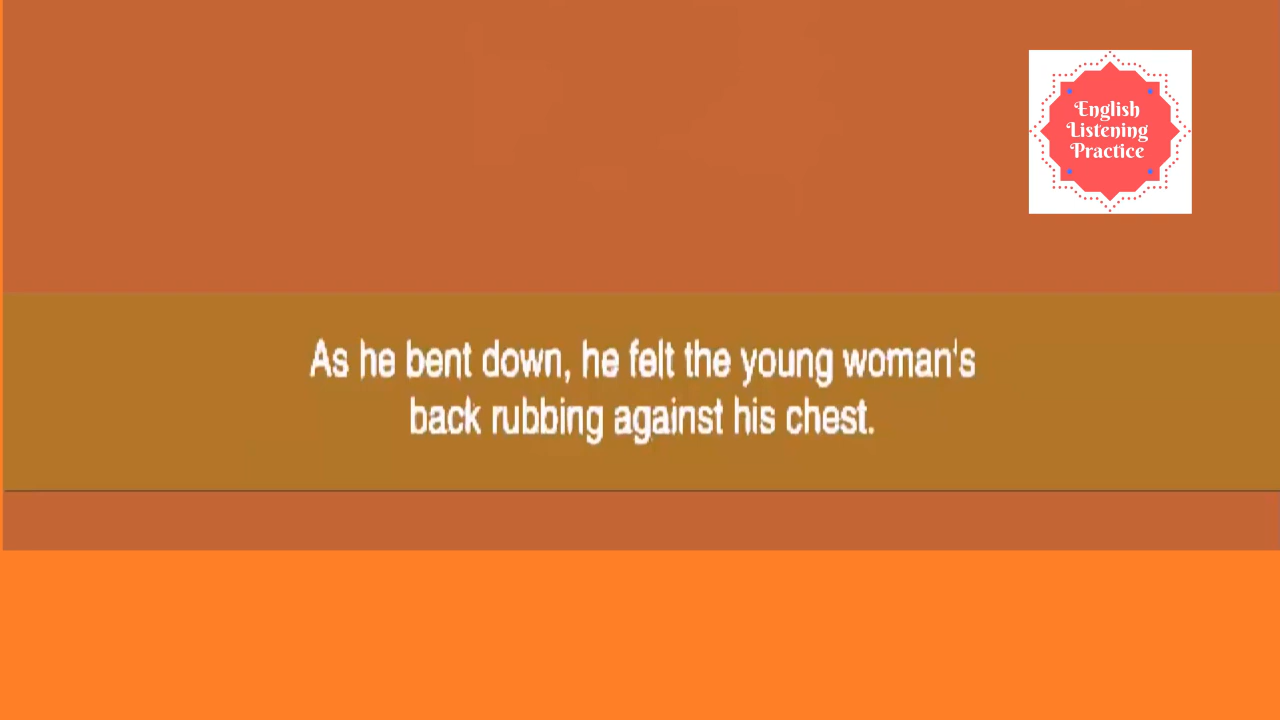 English
Listening
Practice
As he bent down, he felt the young woman's
back rubbing against his chest.